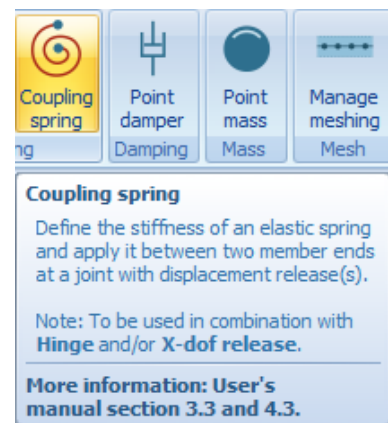 Coupling spring
Point damper
Point mass
Manage meshing
ng
Damping
Mass
Mesh
Coupling spring
Define the stiffness of an elastic spring
and apply it between two member ends
at a joint with displacement release(s).
Note: To be used in combination with
Hinge and/or X-dof release.
More information: User's
manual section 3.3 and 4.3.